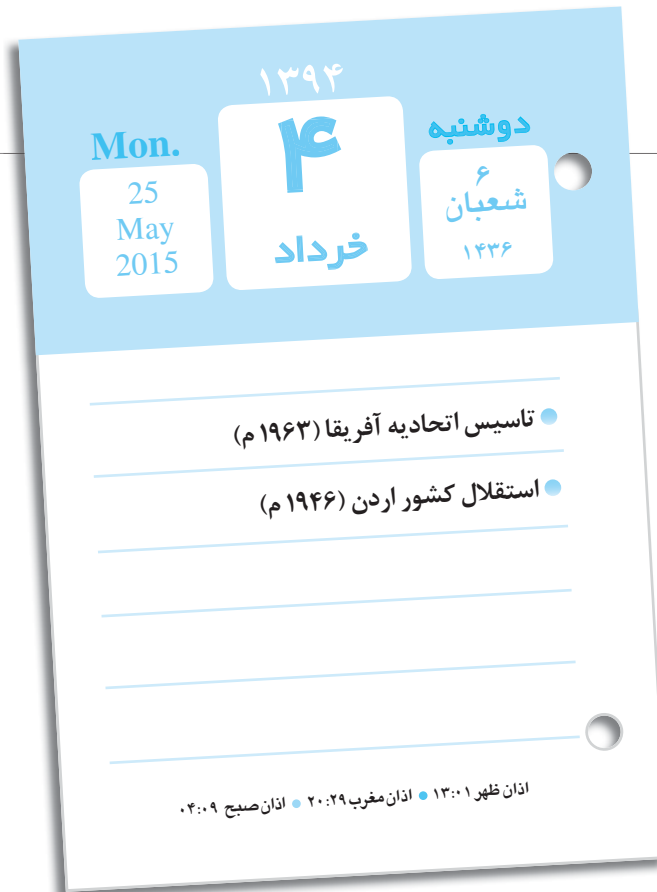 ۱۳۹۴
دوشنبه
۶
شعبان
۱۴۳۶
۴
خرداد
Mon.
25
May
2015
تاسیس اتحادیه آفریقا (۱۹۶۳ م)
استقلال کشور اردن (۱۹۴۶ م)
اذان ظهر ۱۳:۰۱ اذان مغرب ۲۰:۲۹ اذان صبح ۰۴:۰۹